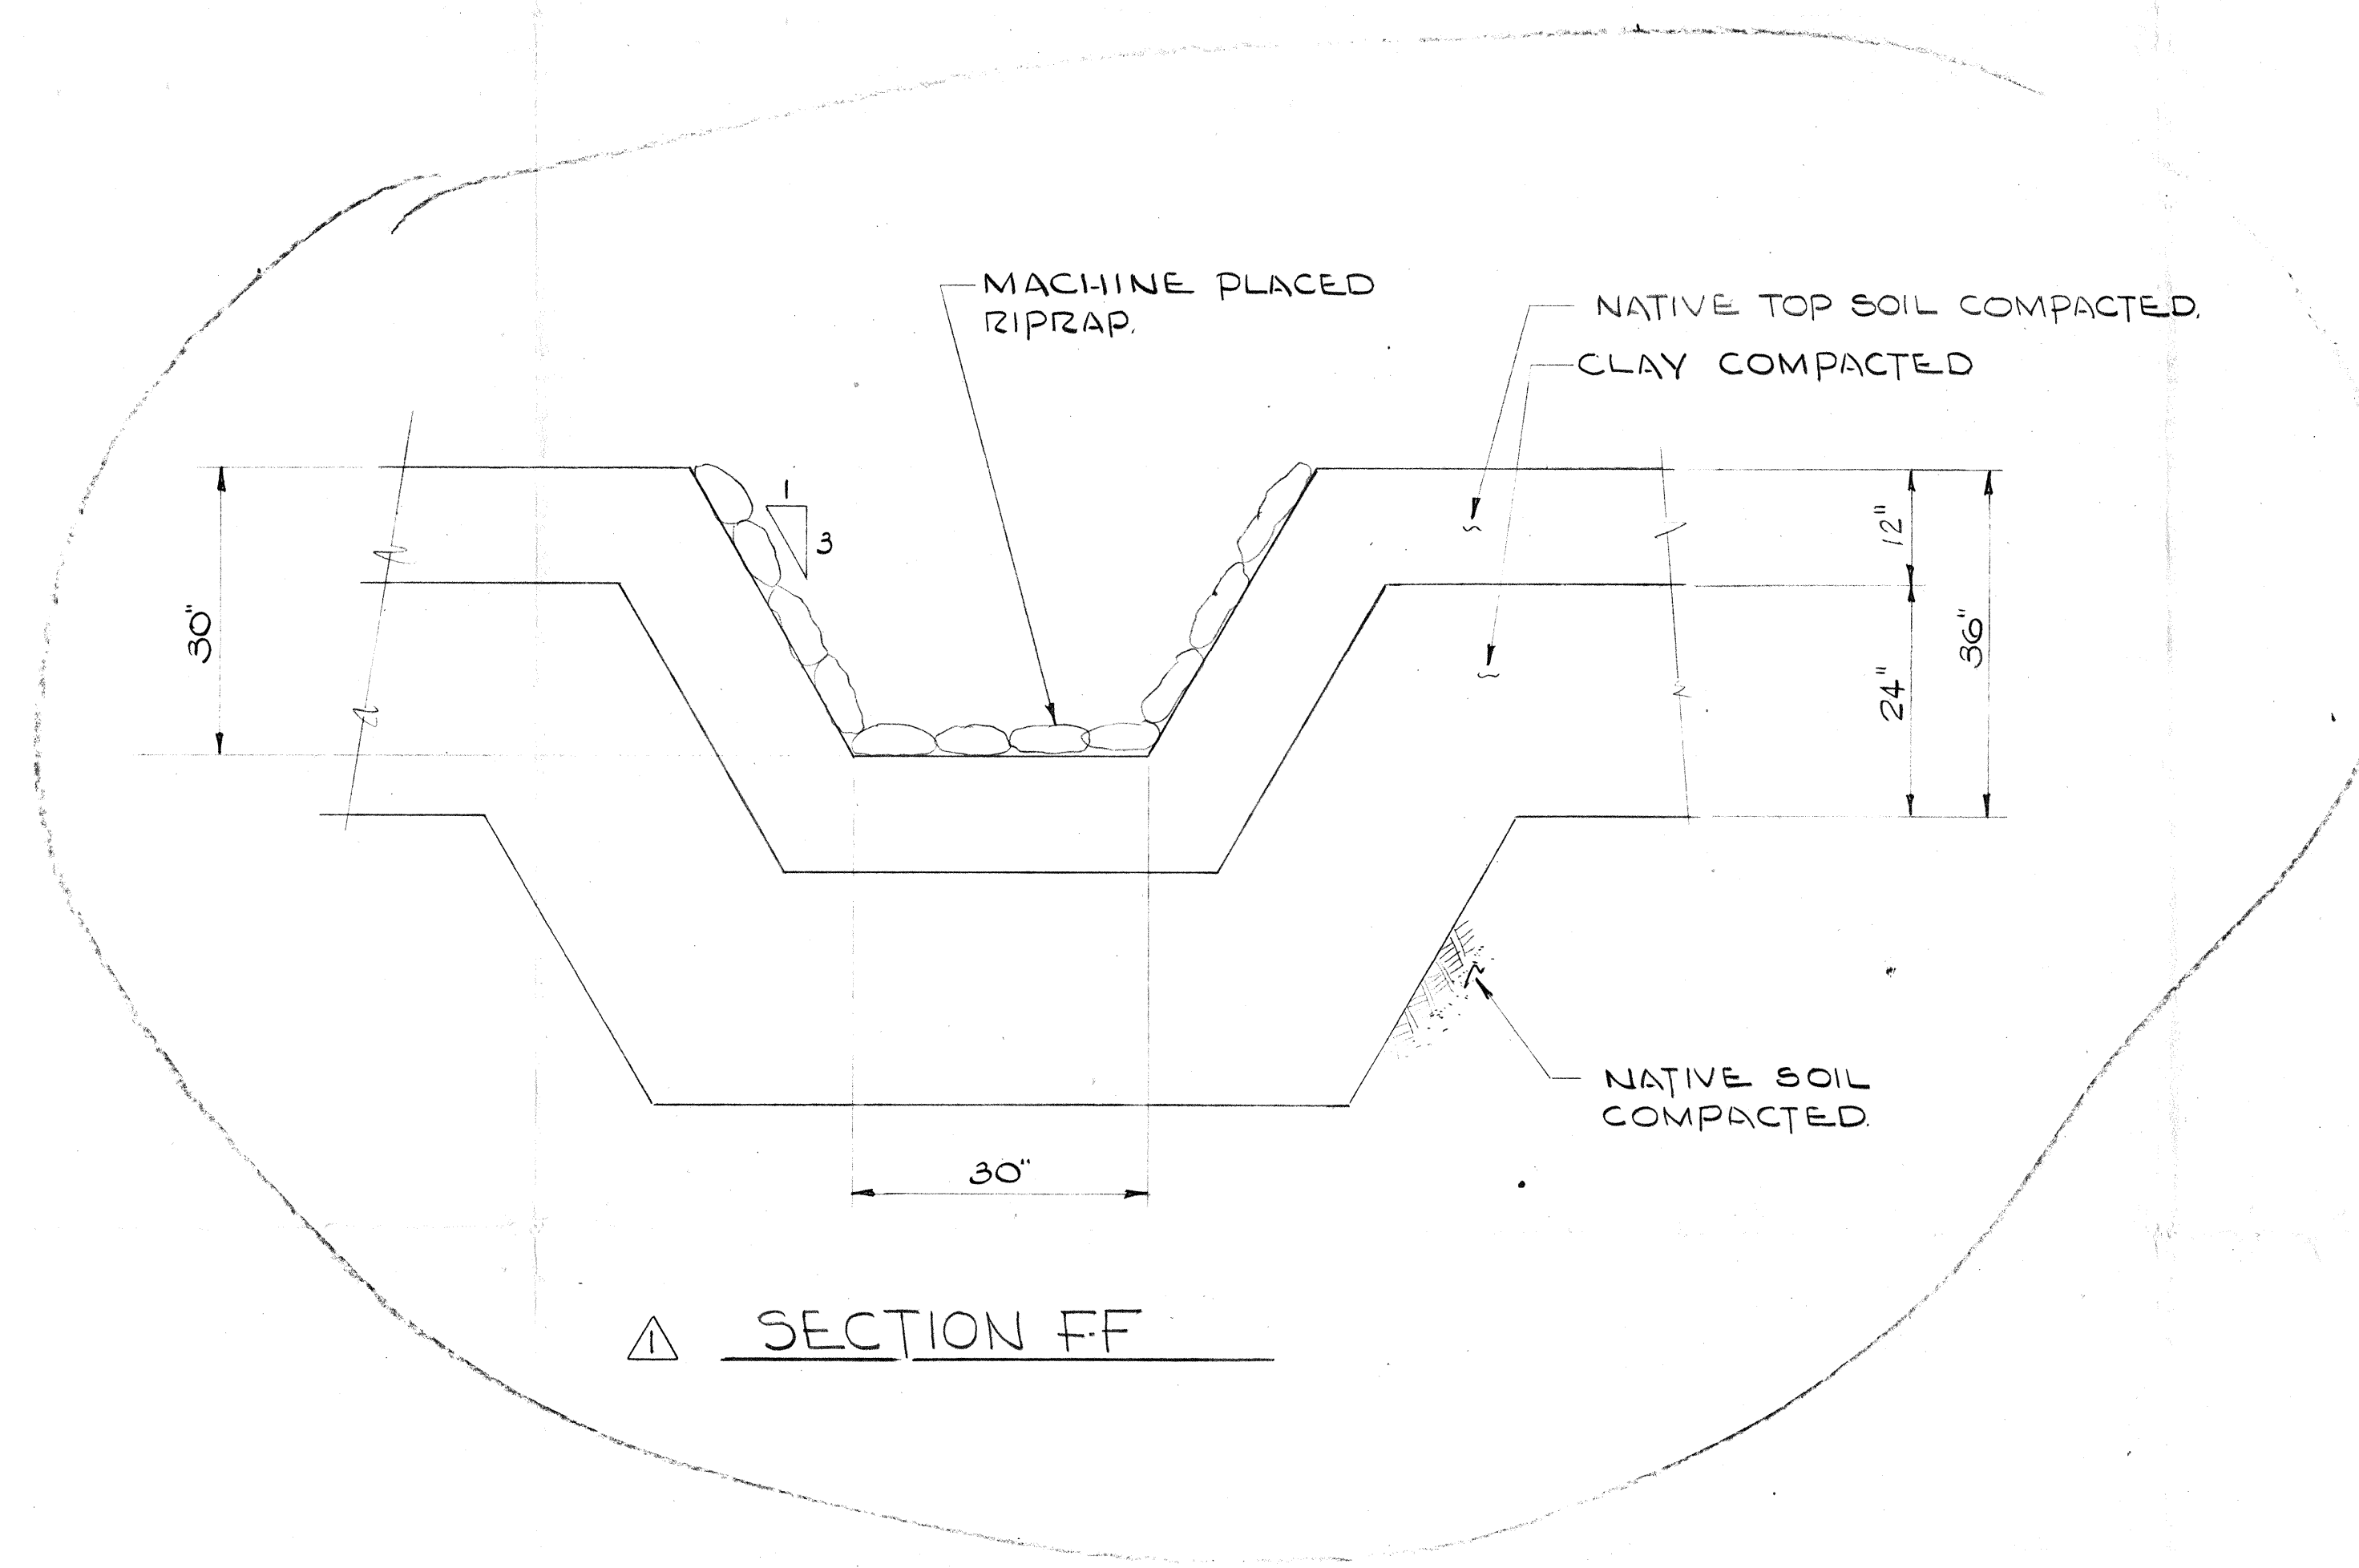 MACHINE PLACED
RIPRAP.
NATIVE TOP SOIL COMPACTED.
CLAY COMPACTED
1
3
30"
12"
24"
36"
NATIVE SOIL
COMPACTED.
30"
1
SECTION F-F